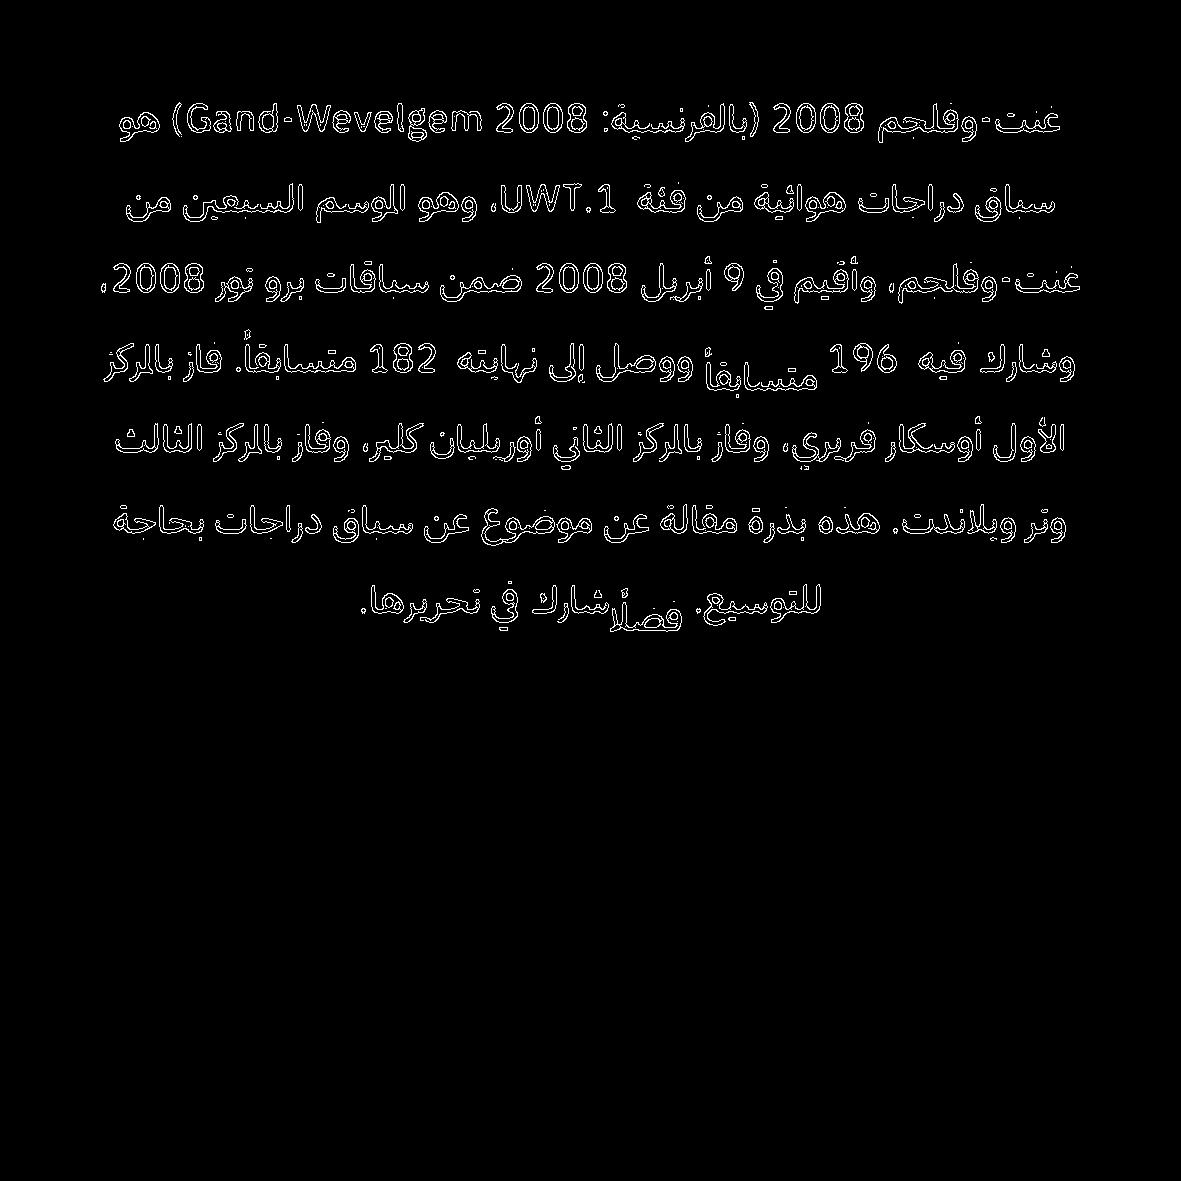 غنت-وفلجم 2008 (بالفرنسية: Gand-Wevelgem 2008) هو
سباق دراجات هوائية من فئة 1.UWT، وهو الموسم السبعين من
غنت-وفلجم، وأقيم في 9 أبريل 2008 ضمن سباقات برو تور 2008،
وشارك فيه 196 متسابقاً ووصل إلى نهايته 182 متسابقاً. فاز بالمركز
الأول أوسكار فريري، وفاز بالمركز الثاني أوريليان كلير، وفاز بالمركز الثالث
وتر ويلاندت. هذه بذرة مقالة عن موضوع عن سباق دراجات بحاجة
للتوسيع. فضلًا شارك في تحريرها.